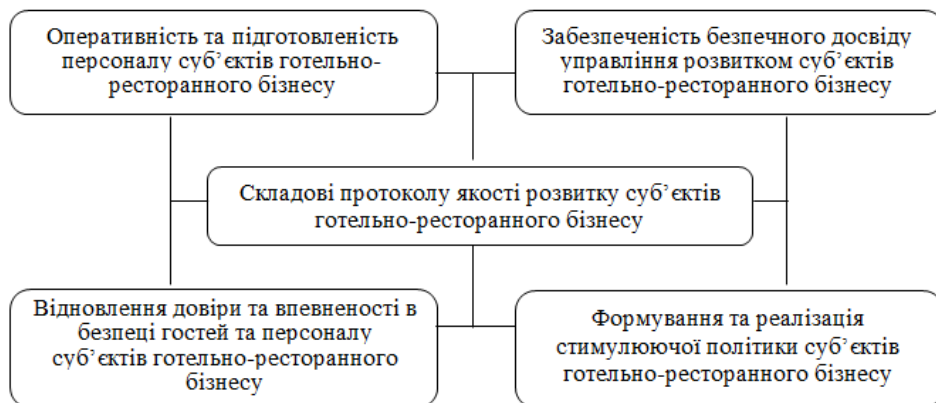 Оперативність та підготовленість
персоналу суб’єктів готельно-
ресторанного бізнесу
Забезпеченість безпечного досвіду
управління розвитком суб’єктів
готельно-ресторанного бізнесу
Складові протоколу якості розвитку суб’єктів
готельно-ресторанного бізнесу
Відновлення довіри та впевненості в
безпеці гостей та персоналу
суб’єктів готельно-ресторанного
бізнесу
Формування та реалізація
стимулюючої політики суб’єктів
готельно-ресторанного бізнесу